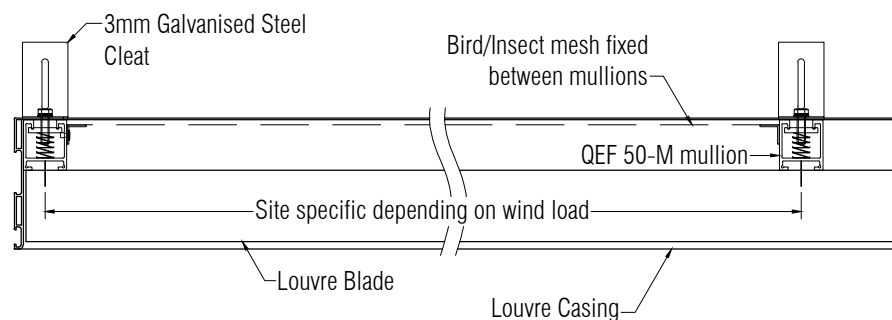 3mm Galvanised Steel
Cleat
Bird/Insect mesh fixed
between mullions
QEF 50-M mullion
Site specific depending on wind load
Louvre Blade
Louvre Casing